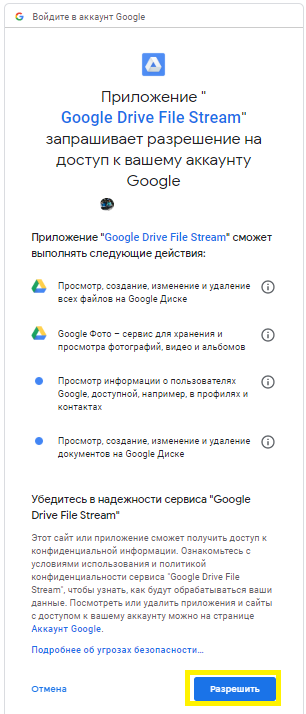 Войдите в аккаунт Google
Приложение "
Google Drive File Stream"
запрашивает разрешение на
доступ к вашему аккаунту
Google
Приложение "Google Drive File Stream" сможет
выполнять следующие действия:
Просмотр, создание, изменение и удаление
всех файлов на Google Диске
Google Фото – сервис для хранения и
просмотра фотографий, видео и альбомов
Просмотр информации о пользователях
Google, доступной, например, в профилях и
контактах
Просмотр, создание, изменение и удаление
документов на Google Диске
Убедитесь в надежности сервиса "Google
Drive File Stream"
Этот сайт или приложение сможет получить доступ к
конфиденциальной информации. Ознакомьтесь с
условиями использования и политикой
конфиденциальности сервиса "Google Drive File
Stream", чтобы узнать, как будут обрабатываться ваши
данные. Посмотреть или удалить приложения и сайты
с доступом к вашему аккаунту можно на странице
Аккаунт Google.
Подробнее об угрозах безопасности…
Отмена
Разрешить